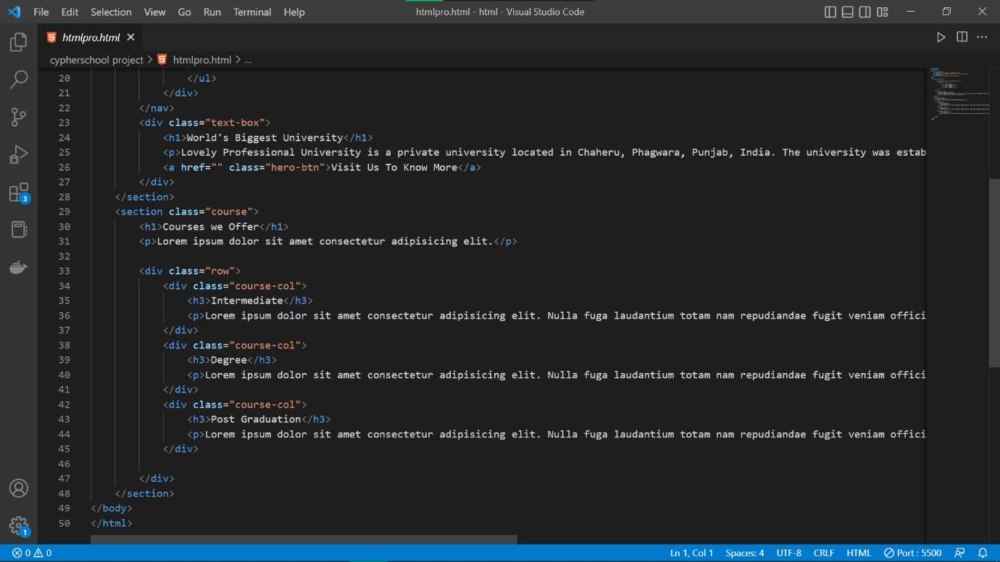 File Edit Selection View Go Run Terminal Help htmlpro.html - html - Visual Studio Code
htmlpro.html
cypherschool project > htmlpro.html > ...
20 </ul>
21 </div>
22 </nav>
23 <div class="text-box">
24 <h1>World's Biggest University</h1>
25 <p>Lovely Professional University is a private university located in Chaheru, Phagwara, Punjab, India. The university was estab
26 <a href="" class="hero-btn">Visit Us To Know More</a>
27 </div>
28 </section>
29 <section class="course">
30 <h1>Courses we Offer</h1>
31 <p>Lorem ipsum dolor sit amet consectetur adipisicing elit.</p>
32
33 <div class="row">
34 <div class="course-col">
35 <h3>Intermediate</h3>
36 <p>Lorem ipsum dolor sit amet consectetur adipisicing elit. Nulla fuga laudantium totam nam repudiandae fugit veniam offici
37 </div>
38 <div class="course-col">
39 <h3>Degree</h3>
40 <p>Lorem ipsum dolor sit amet consectetur adipisicing elit. Nulla fuga laudantium totam nam repudiandae fugit veniam offici
41 </div>
42 <div class="course-col">
43 <h3>Post Graduation</h3>
44 <p>Lorem ipsum dolor sit amet consectetur adipisicing elit. Nulla fuga laudantium totam nam repudiandae fugit veniam offici
45 </div>
46
47 </div>
48 </section>
49 </body>
50 </html>
3
1
0 0 Ln 1, Col 1 Spaces: 4 UTF-8 CRLF HTML Port : 5500